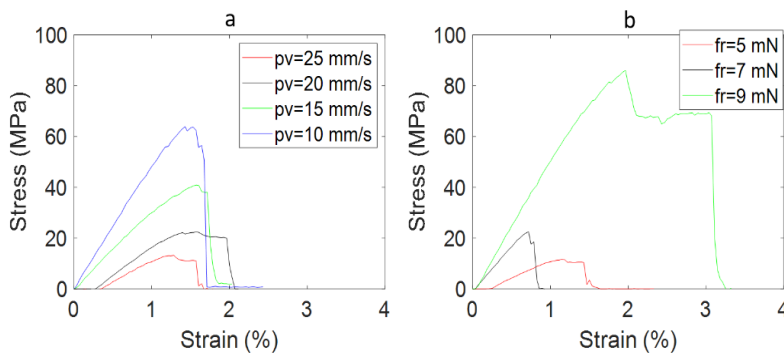 a
100
80
60
40
20
0
Stress (MPa)
0 1 2 3 4
Strain (%)
pv=25 mm/s
pv=20 mm/s
pv=15 mm/s
pv=10 mm/s
b
100
80
60
40
20
0
Stress (MPa)
0 1 2 3 4
Strain (%)
fr=5 mN
fr=7 mN
fr=9 mN